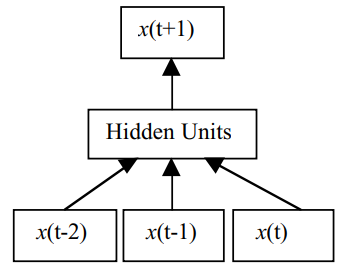 x(t+1)
Hidden Units
x(t-2) x(t-1) x(t)